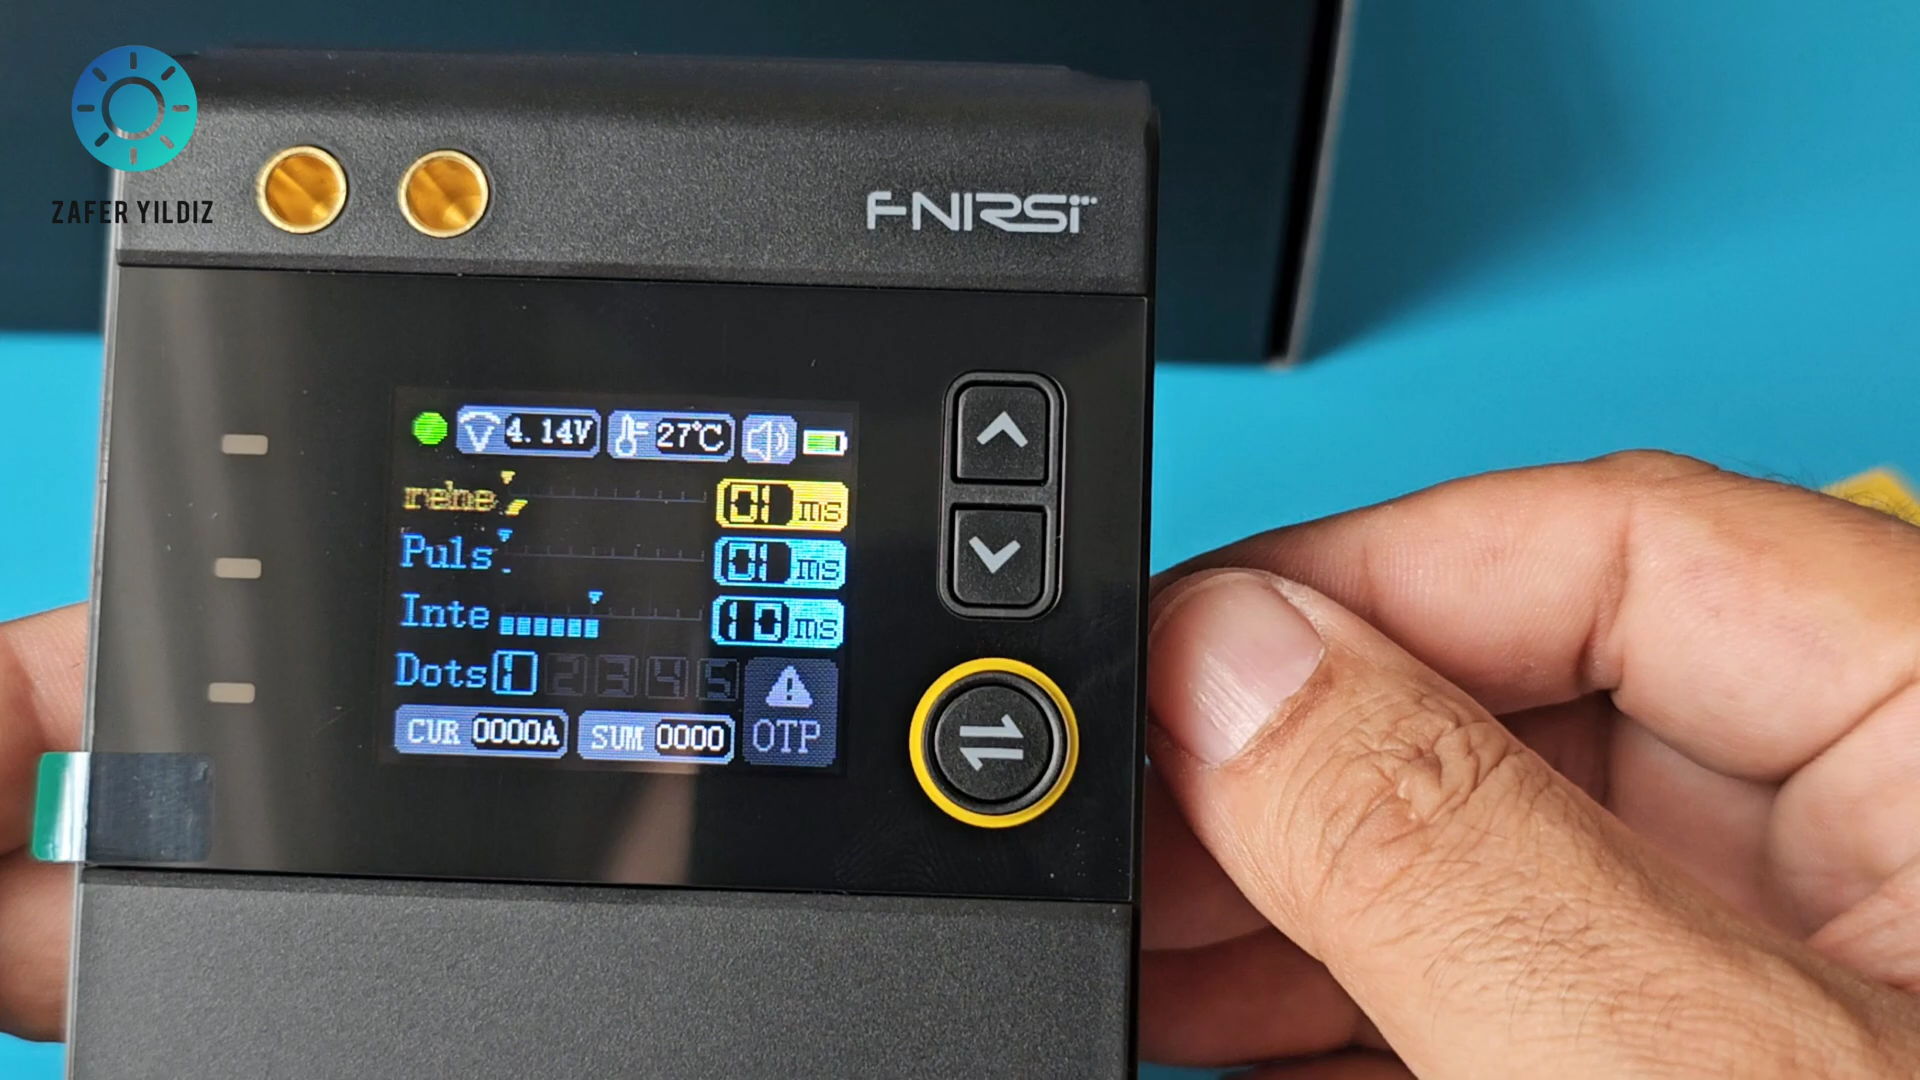 ZAFER YILDIZ
FNIRSI
4.14V 27℃
01 ms
Puls 01 ms
Inte 10 ms
Dots 1 2 3 4 5
CUR 0000A SUM 0000 OTP